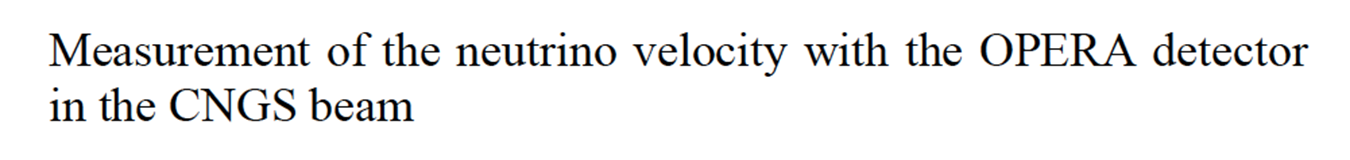 Measurement of the neutrino velocity with the OPERA detector
in the CNGS beam